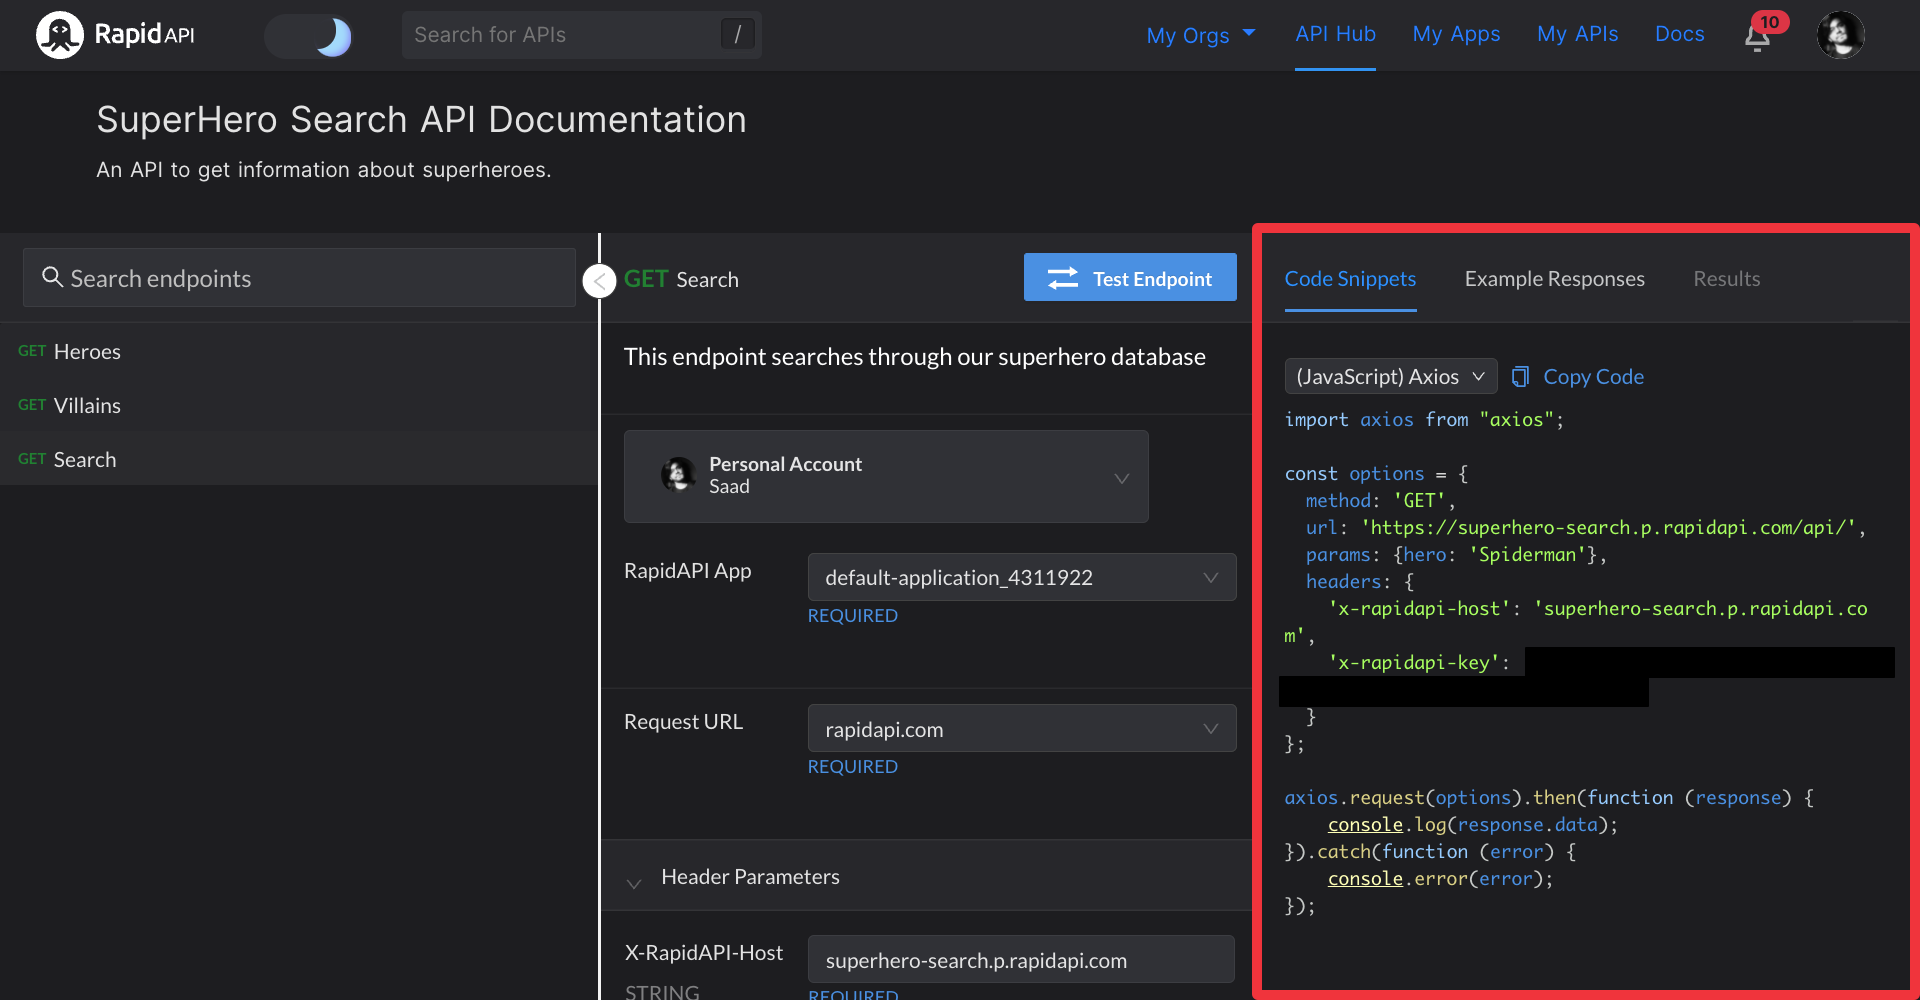 RapidAPI
Search for APIs
/
My Orgs
API Hub
My Apps
My APIs
Docs
10
SuperHero Search API Documentation
An API to get information about superheroes.
Search endpoints
GET Heroes
GET Villains
GET Search
GET Search
Test Endpoint
This endpoint searches through our superhero database
Personal Account
Saad
RapidAPI App
default-application_4311922
REQUIRED
Request URL
rapidapi.com
REQUIRED
Header Parameters
X-RapidAPI-Host
superhero-search.p.rapidapi.com
STRING
REQUIRED
Code Snippets
Example Responses
Results
(JavaScript) Axios
Copy Code
import axios from "axios";
const options = {
  method: 'GET',
  url: 'https://superhero-search.p.rapidapi.com/api/',
  params: {hero: 'Spiderman'},
  headers: {
    'x-rapidapi-host': 'superhero-search.p.rapidapi.co
m',
    'x-rapidapi-key':
  }
};
axios.request(options).then(function (response) {
    console.log(response.data);
}).catch(function (error) {
    console.error(error);
});